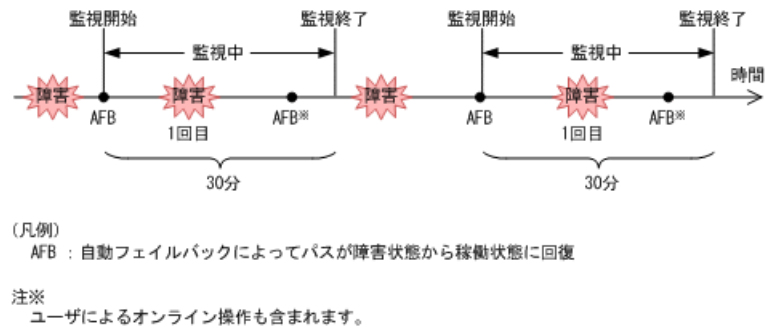 監視開始 監視終了 監視開始 監視終了
監視中 監視中
時間
障害 障害 障害 障害
AFB AFB※ AFB AFB※
1回目 1回目
30分 30分
(凡例)
AFB : 自動フェイルバックによってパスが障害状態から稼働状態に回復
注※
ユーザによるオンライン操作も含まれます。